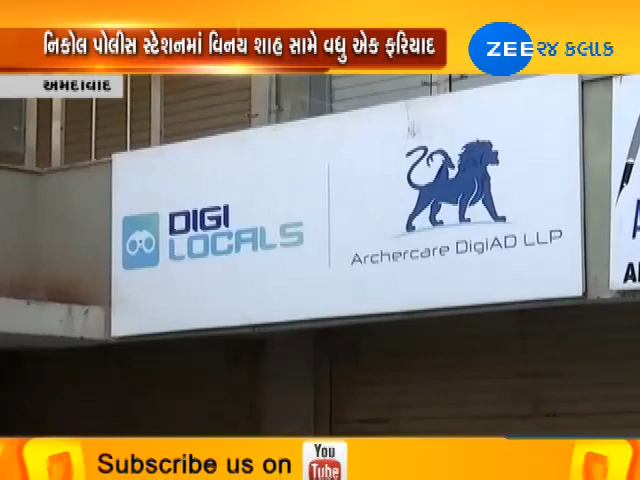 નિકોલ પોલીસ સ્ટેશનમાં વિનય શાહ સામે વધુ એક ફરિયાદ
ZEE ૨૪ કલાક
અમદાવાદ
DIGI
LOCALS
Archercare DigiAD LLP
Subscribe us on
You
Tube